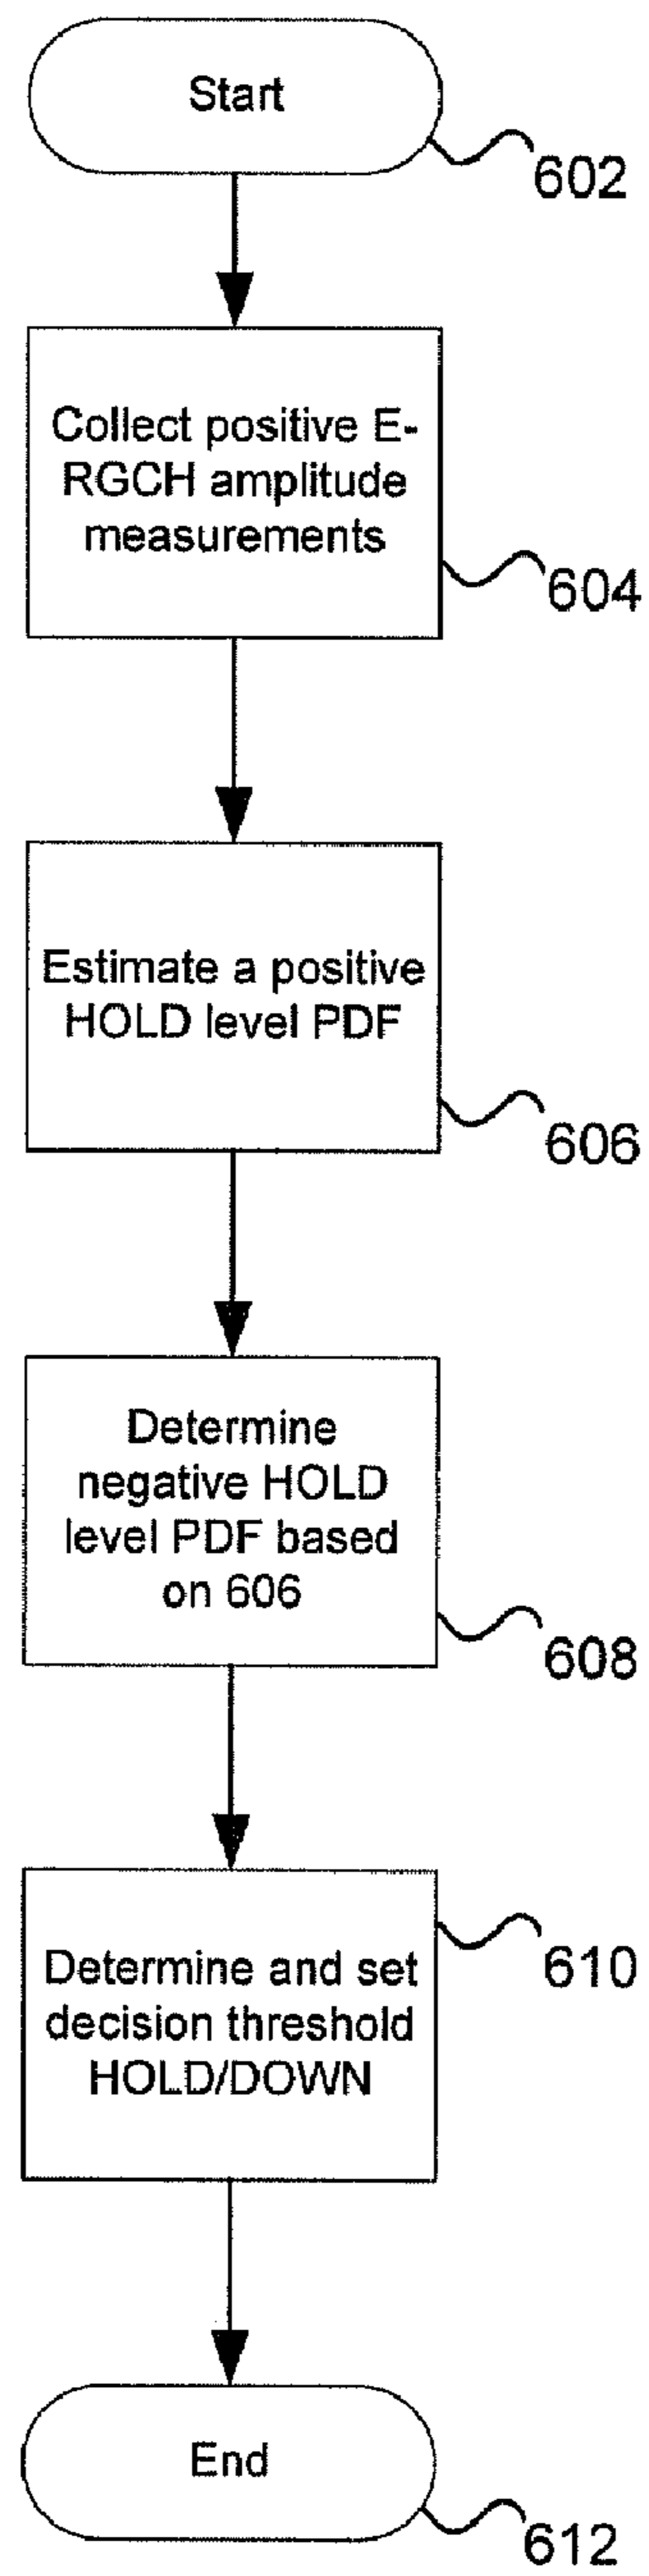 Start
602
Collect positive E-
RGCH amplitude
measurements
604
Estimate a positive
HOLD level PDF
606
Determine
negative HOLD
level PDF based
on 606
608
610
Determine and set
decision threshold
HOLD/DOWN
End
612